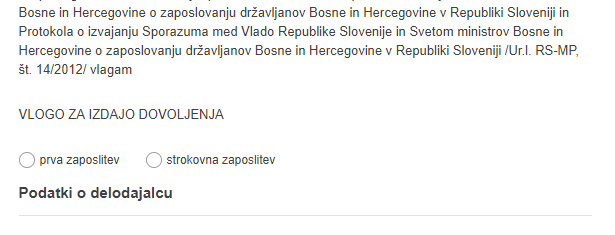 Bosne in Hercegovine o zaposlovanju državljanov Bosne in Hercegovine v Republiki Sloveniji in
Protokola o izvajanju Sporazuma med Vlado Republike Slovenije in Svetom ministrov Bosne in
Hercegovine o zaposlovanju državljanov Bosne in Hercegovine v Republiki Sloveniji /Ur.l. RS-MP,
št. 14/2012/ vlagam
VLOGO ZA IZDAJO DOVOLJENJA
prva zaposlitev strokovna zaposlitev
Podatki o delodajalcu